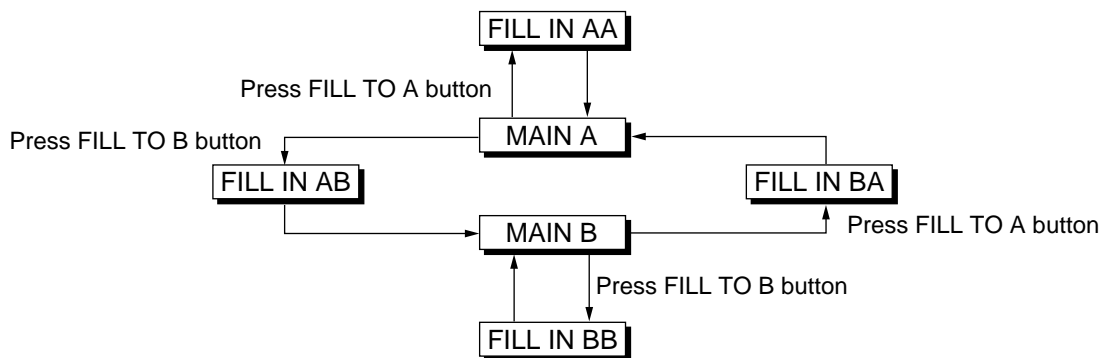 FILL IN AA
Press FILL TO A button
MAIN A
Press FILL TO B button
FILL IN AB
FILL IN BA
MAIN B
Press FILL TO A button
Press FILL TO B button
FILL IN BB